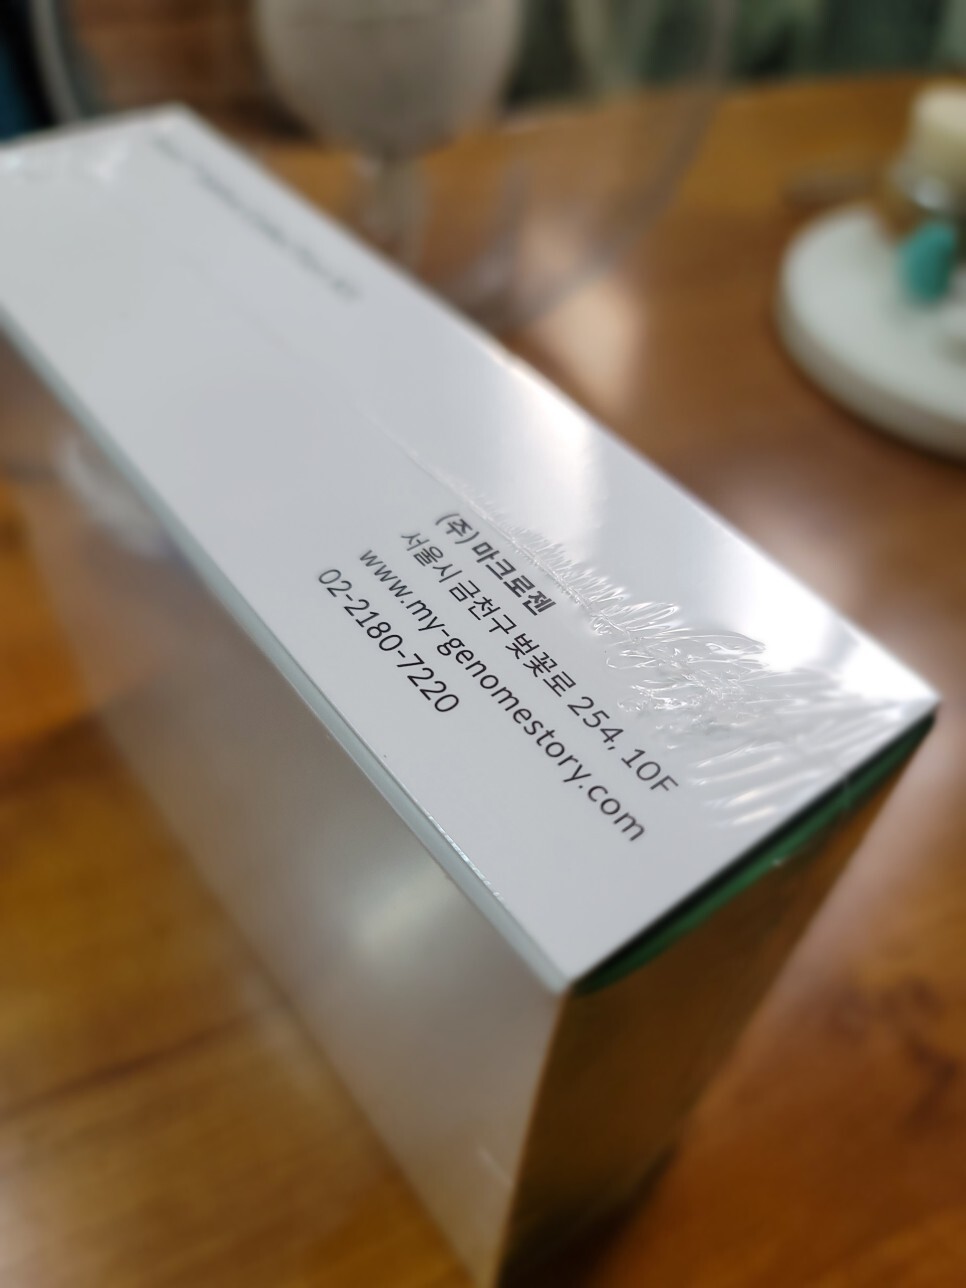 (주)마크로젠
서울시 금천구 벚꽃로 254, 10F
www.my-genomestory.com
02-2180-7220